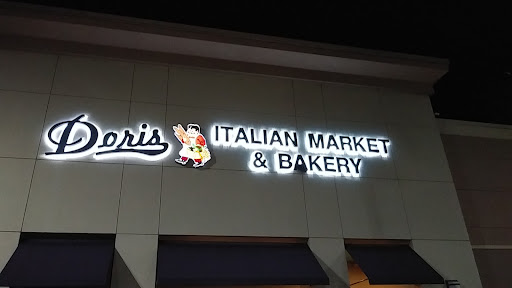 Doris
ITALIAN MARKET
& BAKERY